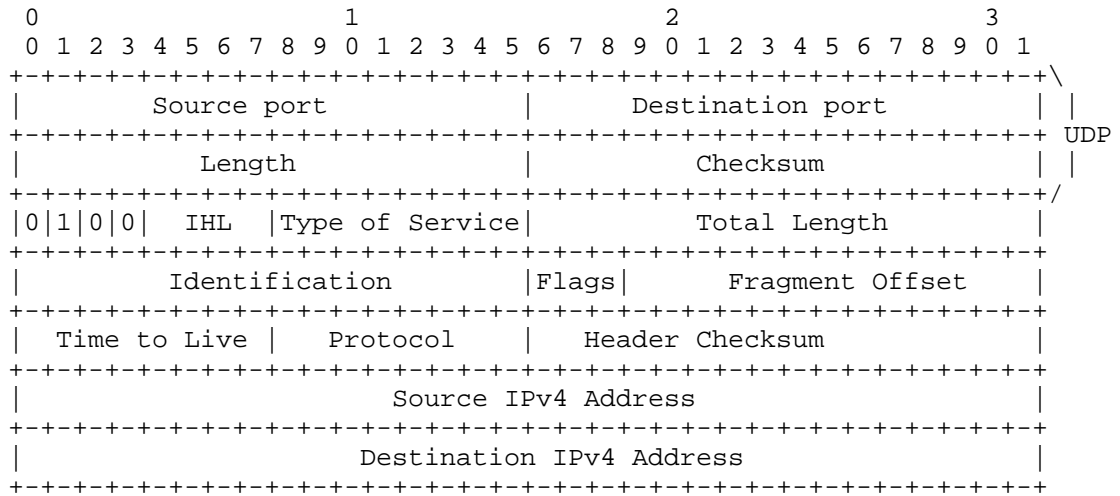 0                   1                   2                   3
 0 1 2 3 4 5 6 7 8 9 0 1 2 3 4 5 6 7 8 9 0 1 2 3 4 5 6 7 8 9 0 1
+-+-+-+-+-+-+-+-+-+-+-+-+-+-+-+-+-+-+-+-+-+-+-+-+-+-+-+-+-+-+-+-+\
|        Source port            |      Destination port         | |
+-+-+-+-+-+-+-+-+-+-+-+-+-+-+-+-+-+-+-+-+-+-+-+-+-+-+-+-+-+-+-+-+ UDP
|           Length              |          Checksum             | |
+-+-+-+-+-+-+-+-+-+-+-+-+-+-+-+-+-+-+-+-+-+-+-+-+-+-+-+-+-+-+-+-+/
|0|1|0|0|  IHL  |Type of Service|          Total Length         |
+-+-+-+-+-+-+-+-+-+-+-+-+-+-+-+-+-+-+-+-+-+-+-+-+-+-+-+-+-+-+-+-+
|         Identification        |Flags|      Fragment Offset    |
+-+-+-+-+-+-+-+-+-+-+-+-+-+-+-+-+-+-+-+-+-+-+-+-+-+-+-+-+-+-+-+-+
|  Time to Live |   Protocol    |   Header Checksum             |
+-+-+-+-+-+-+-+-+-+-+-+-+-+-+-+-+-+-+-+-+-+-+-+-+-+-+-+-+-+-+-+-+
|                       Source IPv4 Address                     |
+-+-+-+-+-+-+-+-+-+-+-+-+-+-+-+-+-+-+-+-+-+-+-+-+-+-+-+-+-+-+-+-+
|                     Destination IPv4 Address                  |
+-+-+-+-+-+-+-+-+-+-+-+-+-+-+-+-+-+-+-+-+-+-+-+-+-+-+-+-+-+-+-+-+